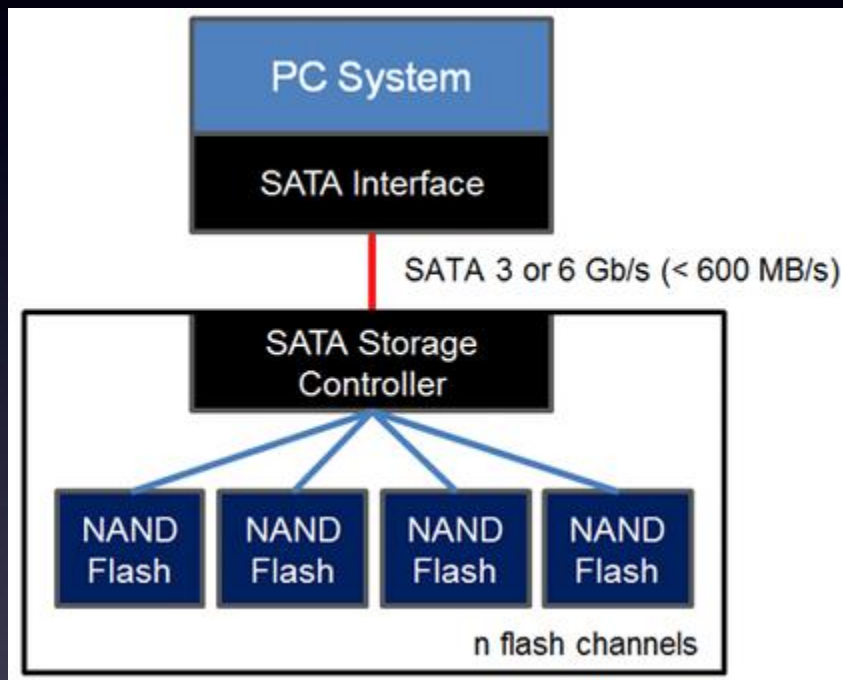 PC System
SATA Interface
SATA 3 or 6 Gb/s (< 600 MB/s)
SATA Storage
Controller
NAND
Flash
NAND
Flash
NAND
Flash
NAND
Flash
n flash channels